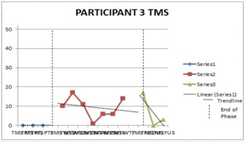 PARTICIPANT 3 TMS
50
40
30
20
10
0
Series1
Series2
Series3
Linear (Series1)
Trendline
End of
Phase